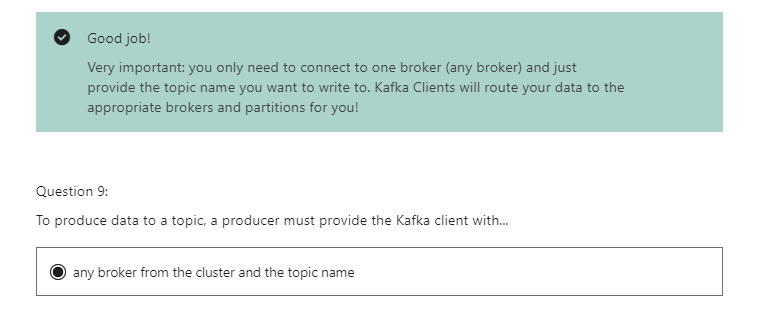 Good job!
Very important: you only need to connect to one broker (any broker) and just
provide the topic name you want to write to. Kafka Clients will route your data to the
appropriate brokers and partitions for you!
Question 9:
To produce data to a topic, a producer must provide the Kafka client with...
any broker from the cluster and the topic name